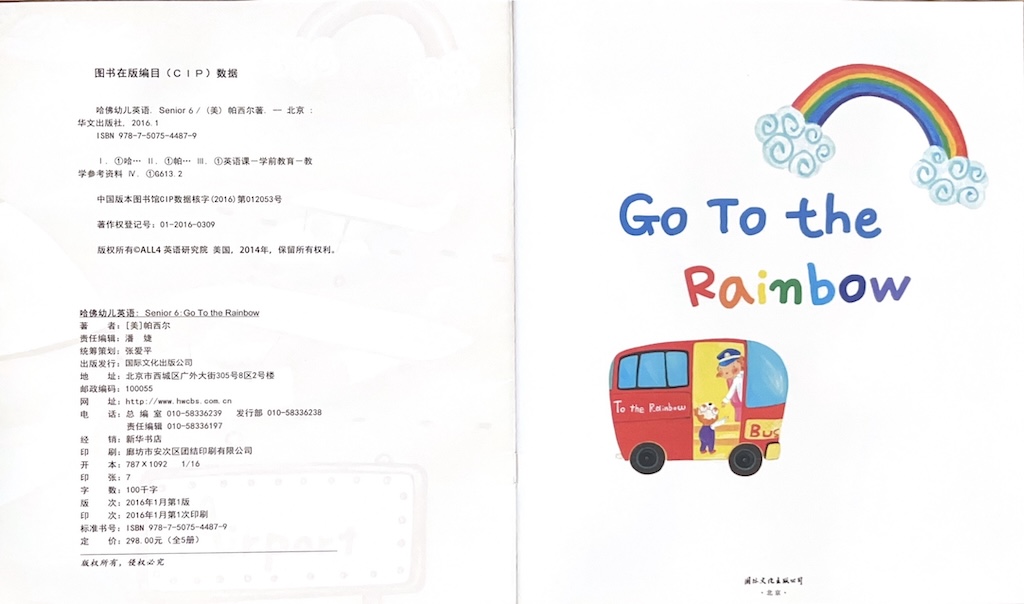 图书在版编目（CIP）数据
哈佛幼儿英语. Senior 6 / (美) 帕西尔著. — 北京 :
华文出版社, 2016.1
ISBN 978-7-5075-4487-9
Ⅰ. ①哈… Ⅱ. ①帕… Ⅲ. ①英语课－学前教育－教
学参考资料 Ⅳ. ①G613.2
中国版本图书馆CIP数据核字(2016)第012053号
著作权登记号: 01-2016-0309
版权所有©ALL4 英语研究院 美国, 2014年, 保留所有权利。
哈佛幼儿英语: Senior 6: Go To the Rainbow
著 者: [美]帕西尔
责任编辑: 潘 婕
统筹策划: 张爱平
出版发行: 国际文化出版公司
地 址: 北京市西城区广外大街305号8区2号楼
邮政编码: 100055
网 址: http://www.hwcbs.com.cn
电 话: 总 编 室 010-58336239 发行部 010-58336238
责任编辑 010-58336197
经 销: 新华书店
印 刷: 廊坊市安次区团结印刷有限公司
开 本: 787X1092 1/16
印 张: 7
字 数: 100千字
版 次: 2016年1月第1版
印 次: 2016年1月第1次印刷
标准书号: ISBN 978-7-5075-4487-9
定 价: 298.00元（全5册）
版权所有，侵权必究
Go To the
Rainbow
To the Rainbow
Bus
国际文化出版公司
·北京·